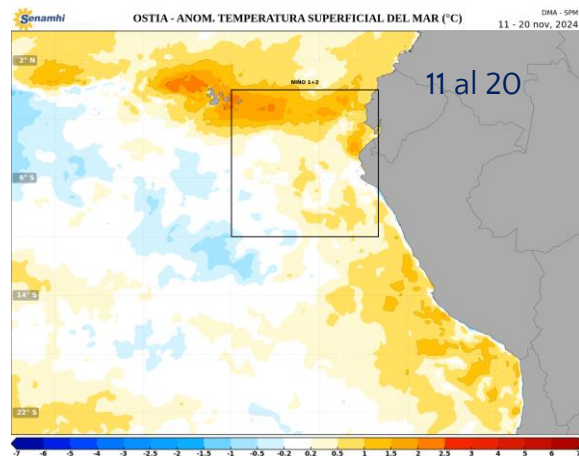 Senamhi
OSTIA - ANOM. TEMPERATURA SUPERFICIAL DEL MAR (°C)
DMA - SPM
11 - 20 nov, 2024
11 al 20
2° N
NIÑO 1+2
6° S
14° S
22° S
-7 -6 -5 -4 -3 -2.5 -2 -1.5 -1 -0.5 -0.2 0.2 0.5 1 1.5 2 2.5 3 4 5 6 7